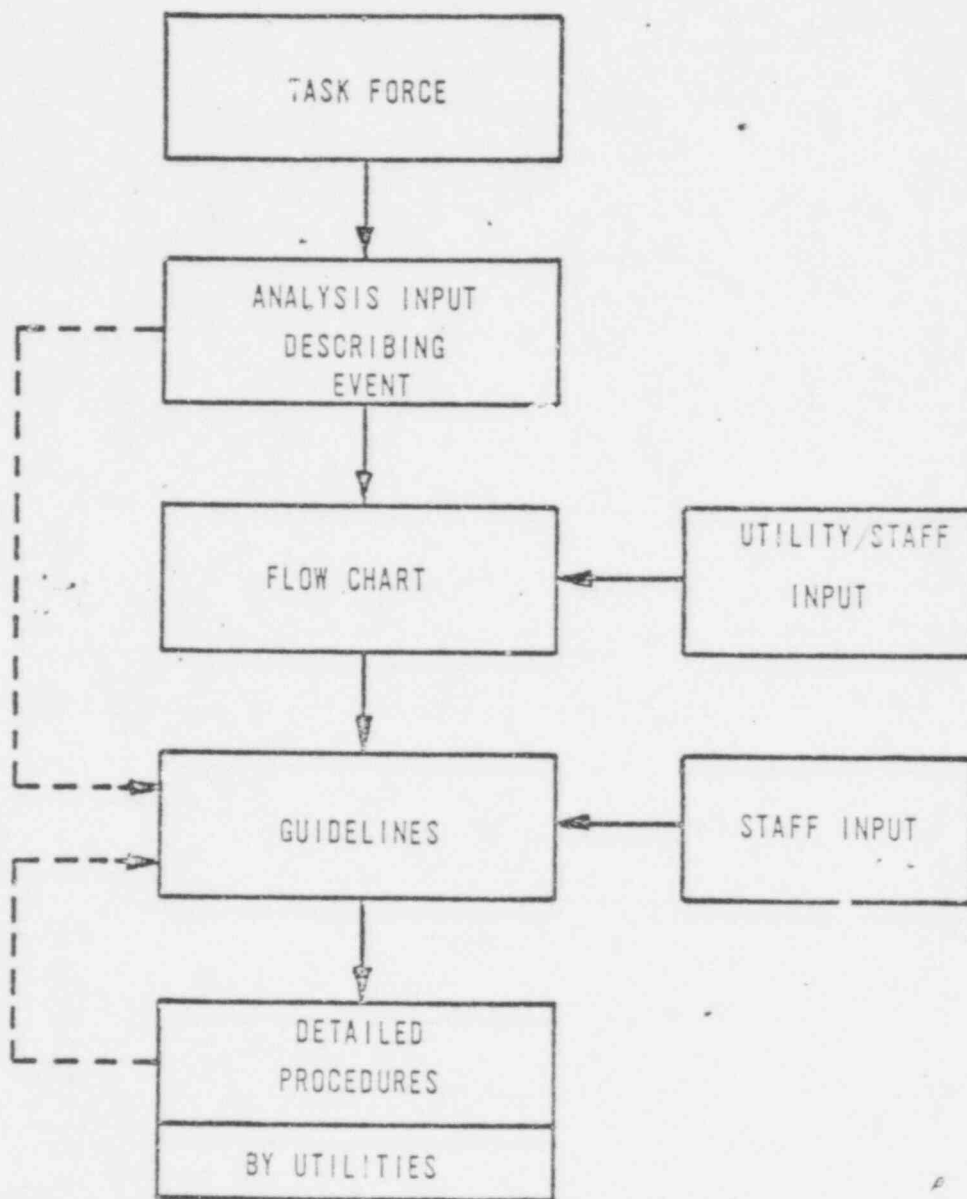 TASK FORCE
ANALYSIS INPUT
DESCRIBING
EVENT
FLOW CHART
UTILITY/STAFF
INPUT
GUIDELINES
STAFF INPUT
DETAILED
PROCEDURES
BY UTILITIES